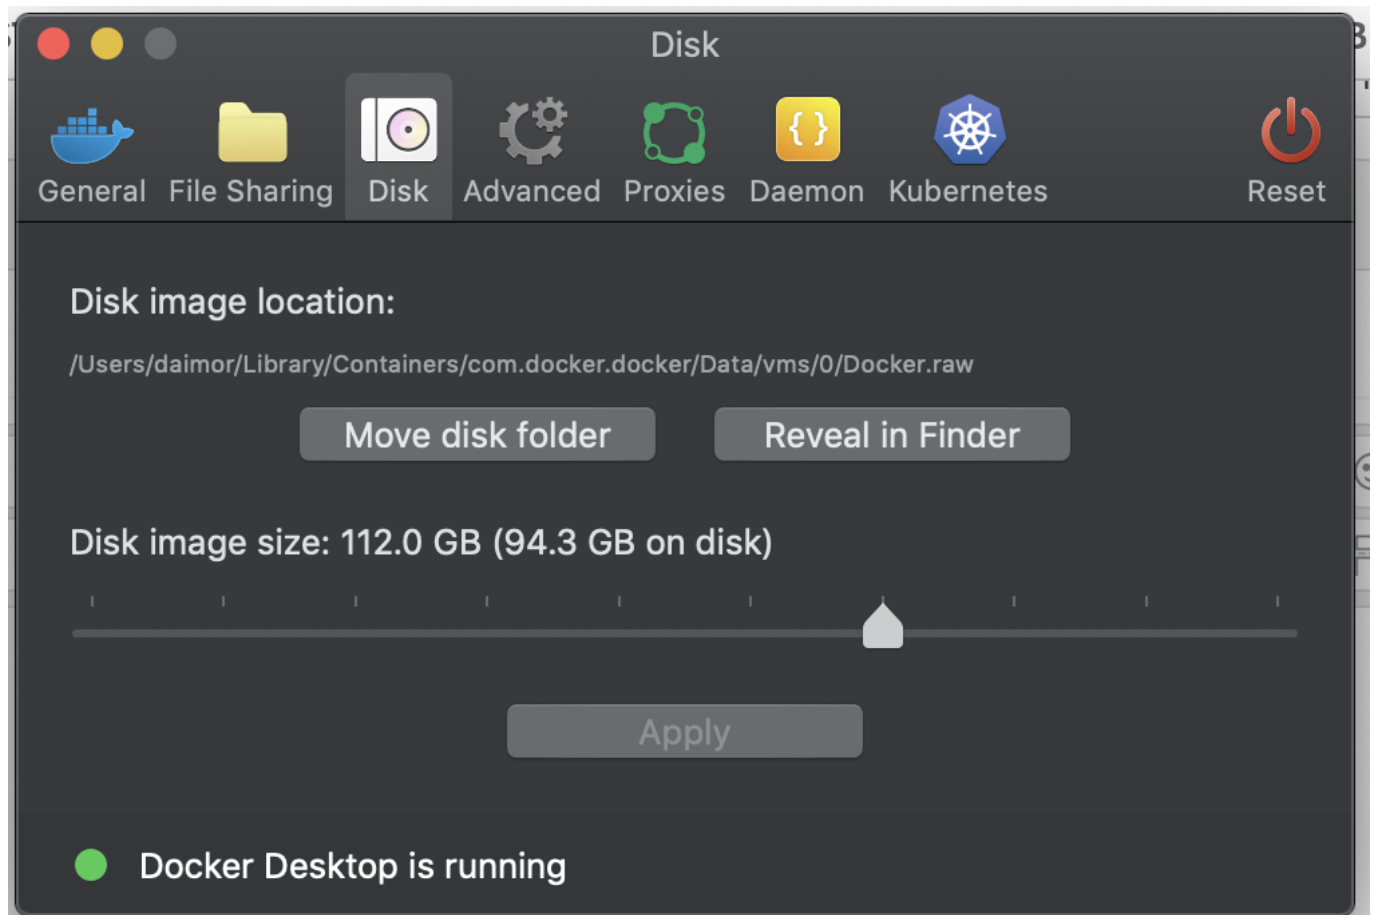 Disk
General File Sharing Disk Advanced Proxies Daemon Kubernetes Reset
Disk image location:
/Users/daimor/Library/Containers/com.docker.docker/Data/vms/0/Docker.raw
Move disk folder Reveal in Finder
Disk image size: 112.0 GB (94.3 GB on disk)
Apply
Docker Desktop is running